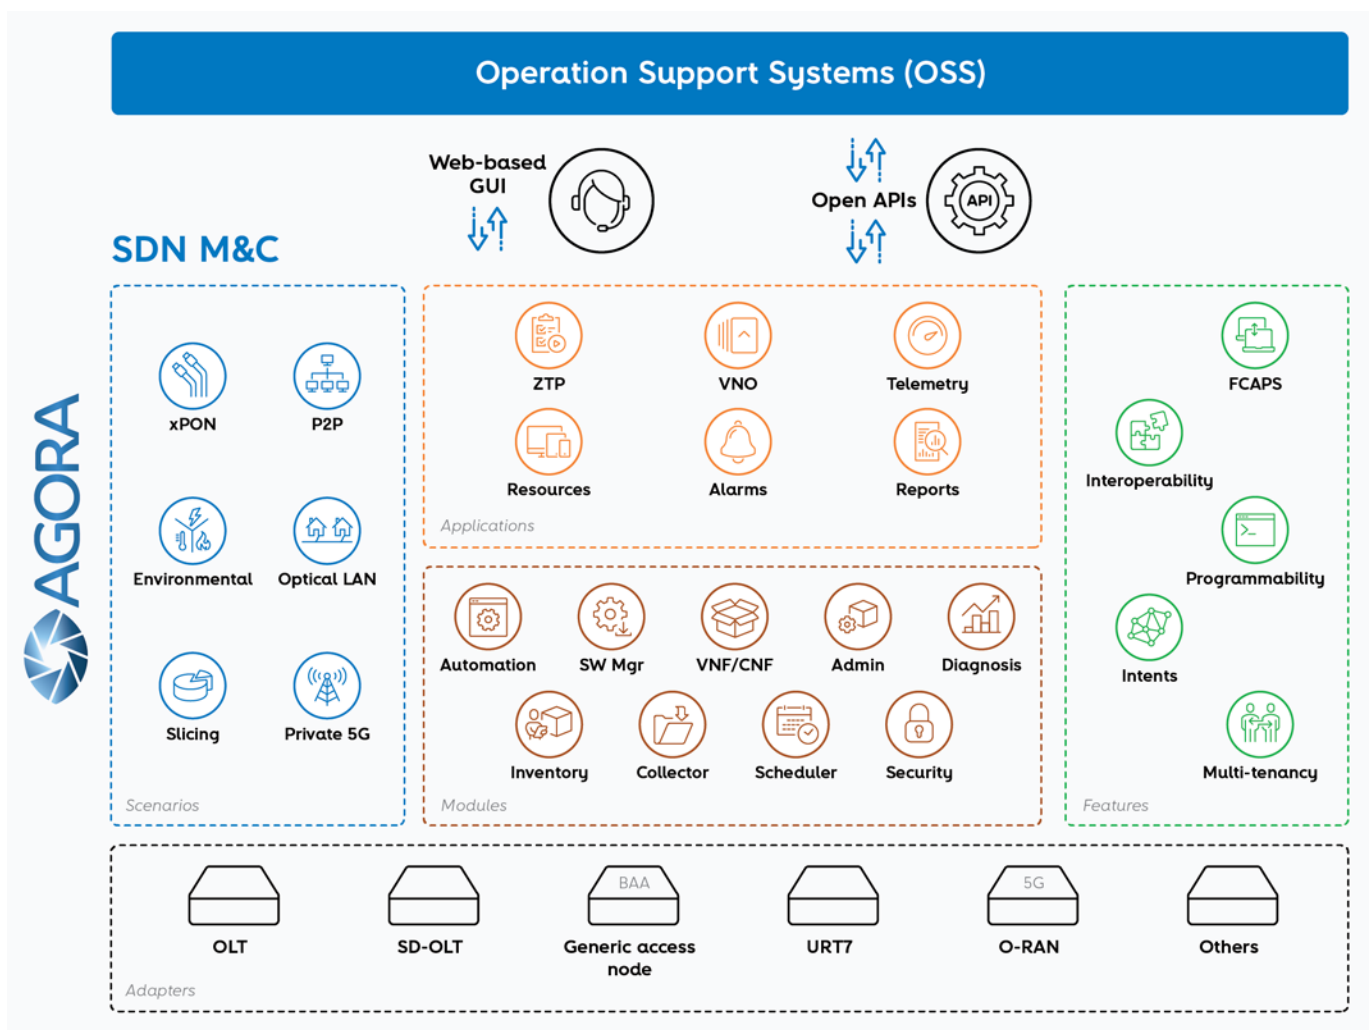 Operation Support Systems (OSS)
Web-based
GUI
Open APIs
API
SDN M&C
AGORA
xPON
P2P
Environmental
Optical LAN
Slicing
Private 5G
Scenarios
ZTP
VNO
Telemetry
Resources
Alarms
Reports
Applications
Automation
SW Mgr
VNF/CNF
Admin
Diagnosis
Inventory
Collector
Scheduler
Security
Modules
FCAPS
Interoperability
Programmability
Intents
Multi-tenancy
Features
OLT
SD-OLT
BAA
Generic access
node
URT7
5G
O-RAN
Others
Adapters